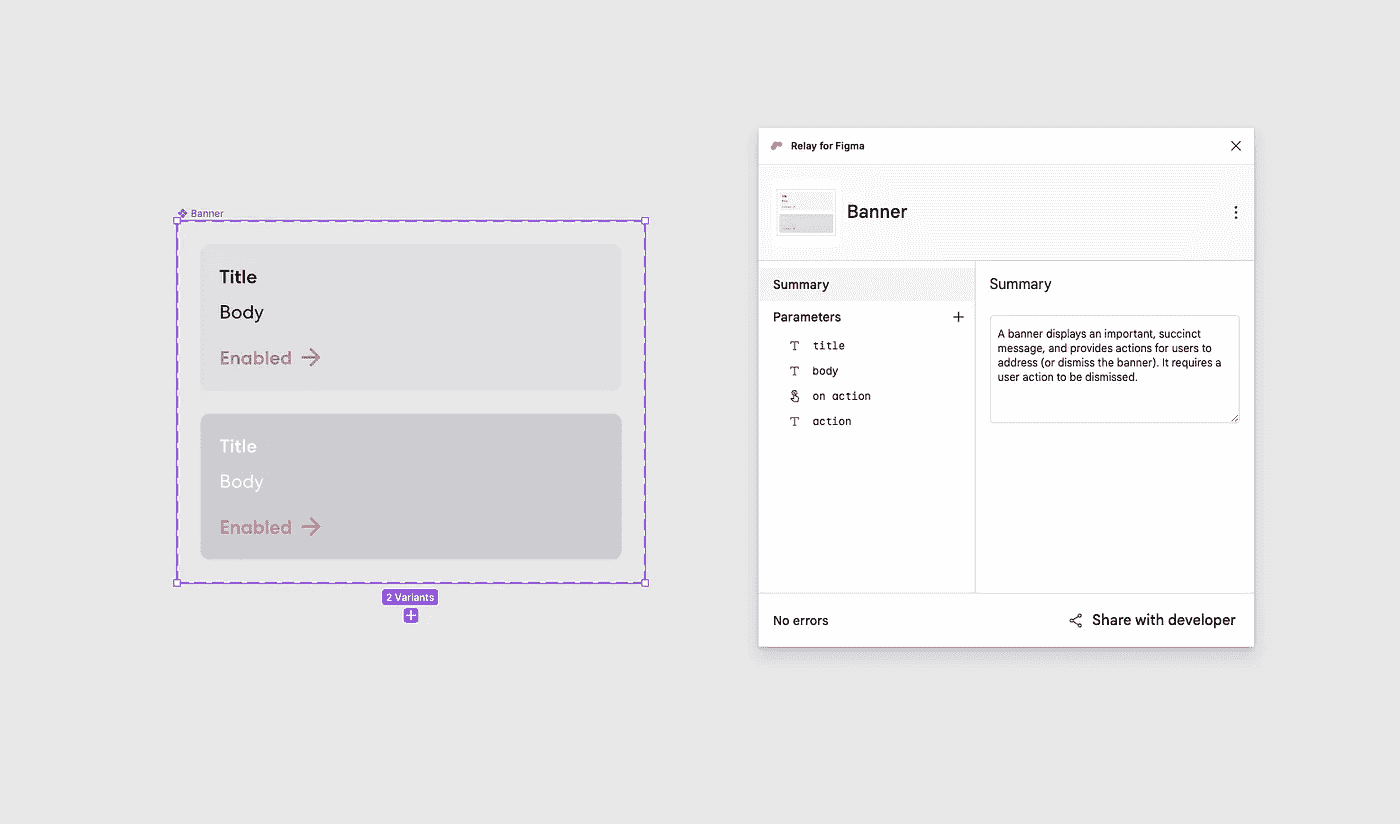 Banner
Title
Body
Enabled
Title
Body
Enabled
2 Variants
Relay for Figma
Banner
Summary
Parameters
title
body
on action
action
Summary
A banner displays an important, succinct
message, and provides actions for users to
address (or dismiss the banner). It requires a
user action to be dismissed.
No errors
Share with developer